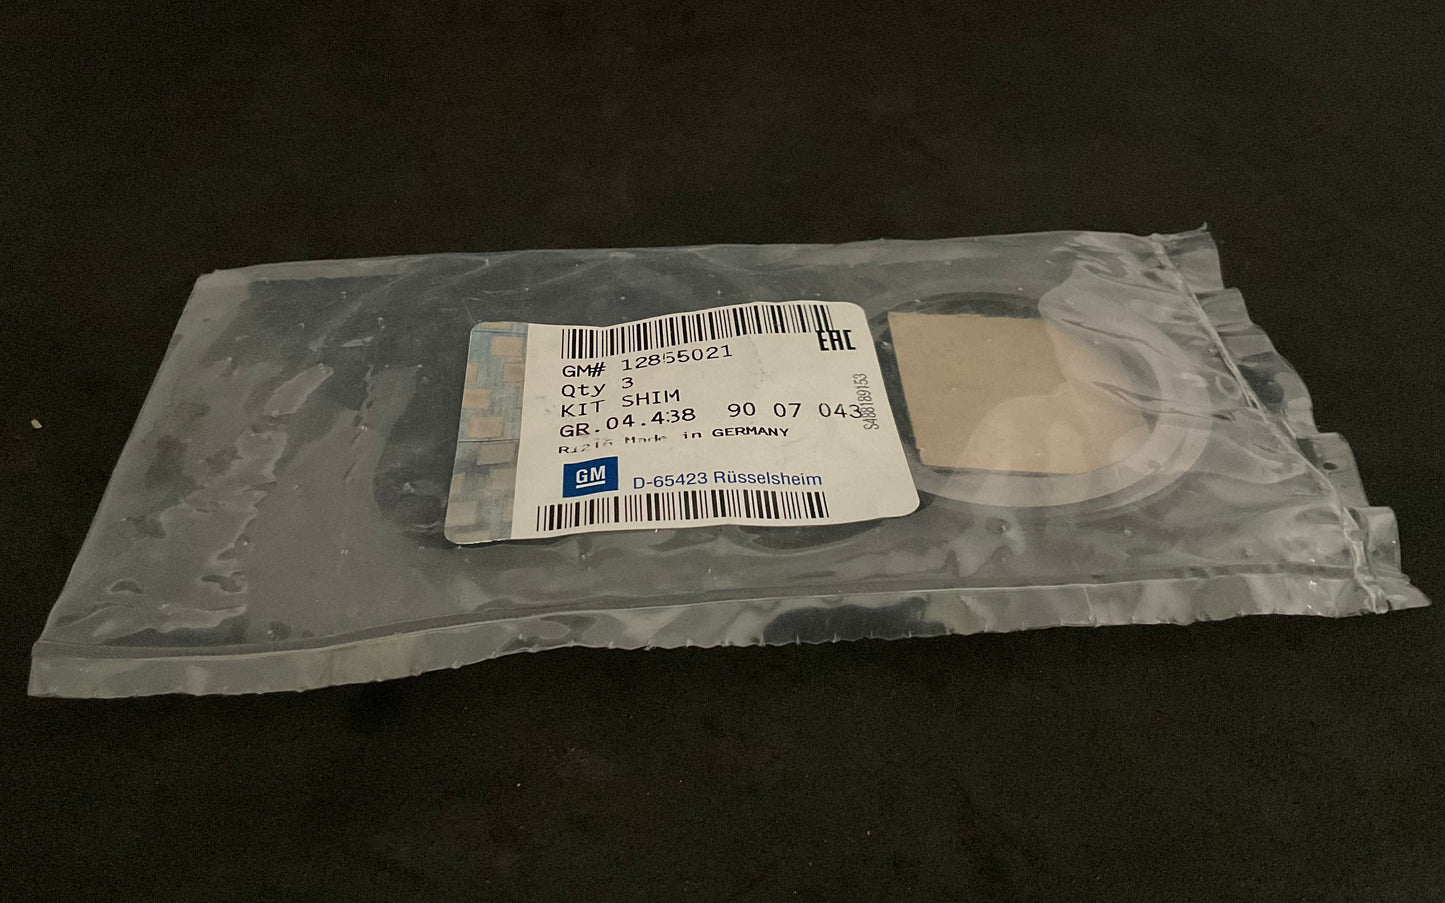 EAC
GM# 12855021
Qty 3
KIT SHIM
GR.04.438 90 07 043
Made in GERMANY
GM
D-65423 Rüsselsheim
S488189153